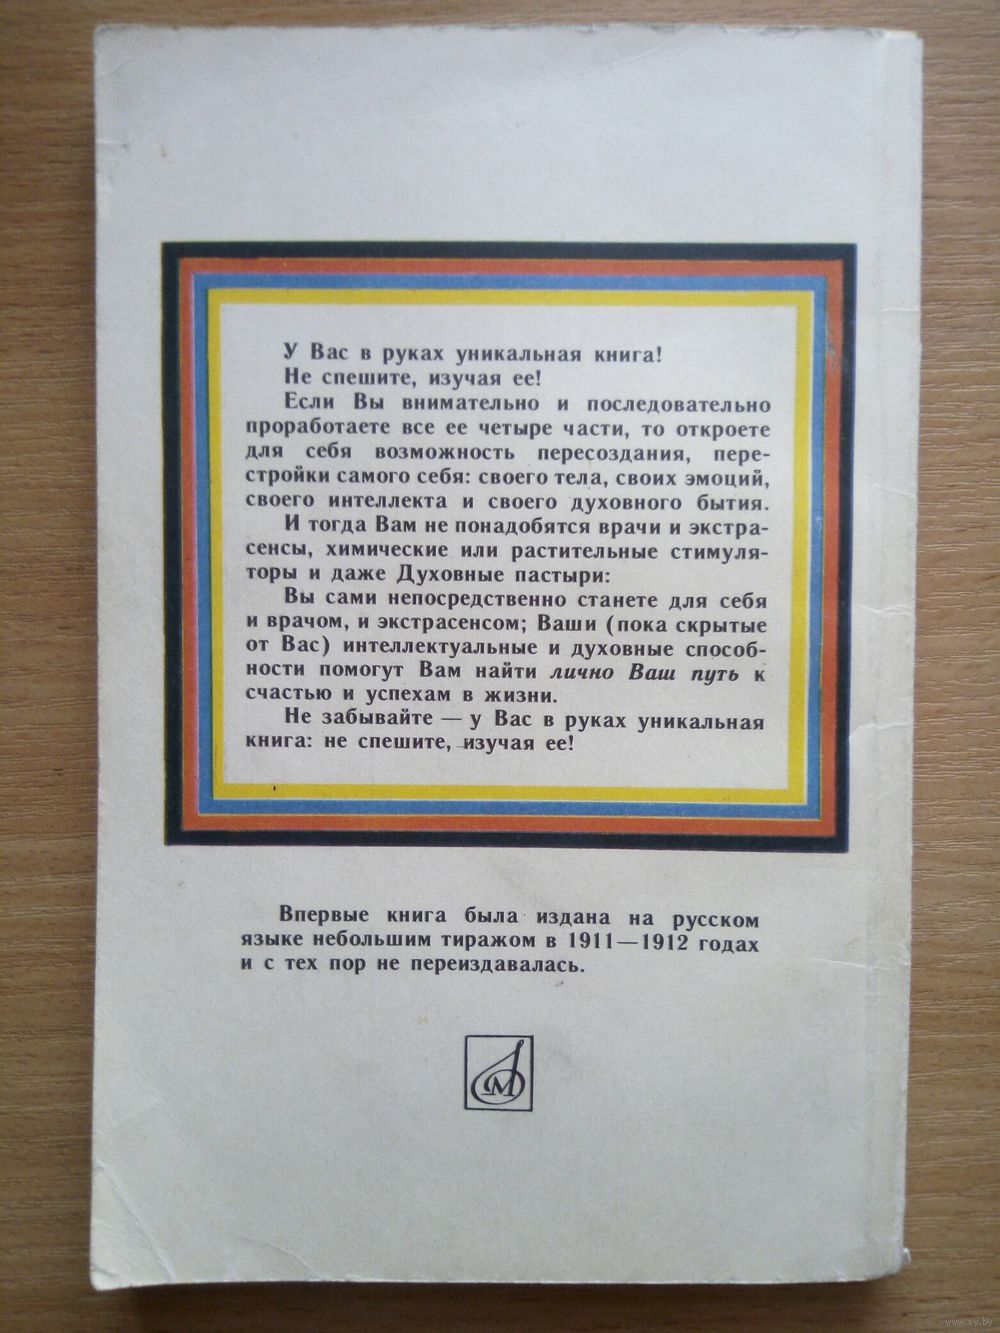 У Вас в руках уникальная книга!
Не спешите, изучая ее!
Если Вы внимательно и последовательно
проработаете все ее четыре части, то откроете
для себя возможность пересоздания, пере-
стройки самого себя: своего тела, своих эмоций,
своего интеллекта и своего духовного бытия.
И тогда Вам не понадобятся врачи и экстра-
сенсы, химические или растительные стимуля-
торы и даже Духовные пастыри:
Вы сами непосредственно станете для себя
и врачом, и экстрасенсом; Ваши (пока скрытые
от Вас) интеллектуальные и духовные способ-
ности помогут Вам найти лично Ваш путь к
счастью и успехам в жизни.
Не забывайте — у Вас в руках уникальная
книга: не спешите, изучая ее!
Впервые книга была издана на русском
языке небольшим тиражом в 1911—1912 годах
и с тех пор не переиздавалась.
М
www.ay.by